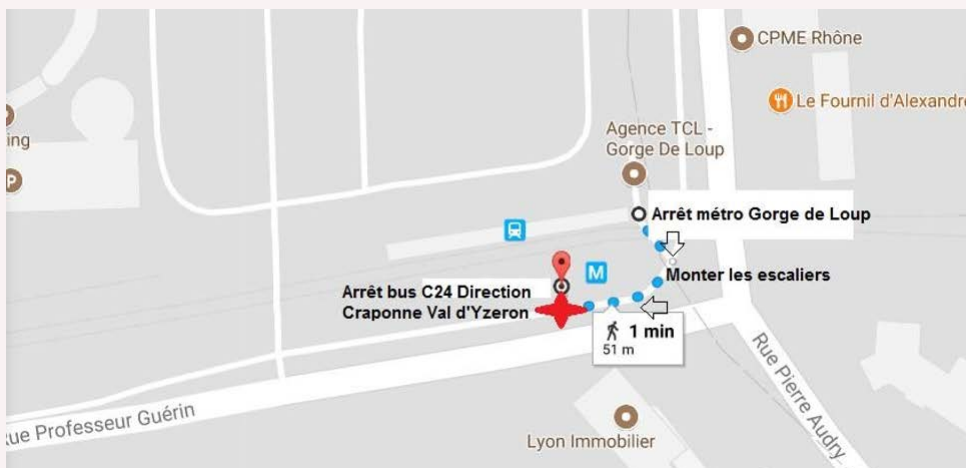 CPME Rhône
Le Fournil d'Alexandre
Agence TCL -
Gorge De Loup
ing
P
Arrêt métro Gorge de Loup
M
Monter les escaliers
Arrêt bus C24 Direction
Craponne Val d'Yzeron
1 min
51 m
Rue Pierre Audry
ue Professeur Guérin
Lyon Immobilier